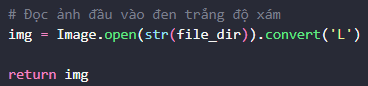 # Đọc ảnh đầu vào đen trắng độ xám
img = Image.open(str(file_dir)).convert('L')
return img